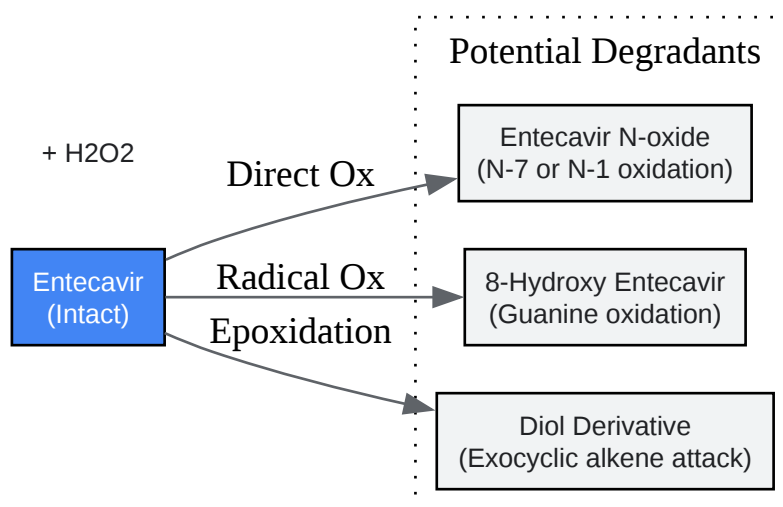 Potential Degradants
+ H2O2
Entecavir N-oxide
(N-7 or N-1 oxidation)
Direct Ox
Entecavir
(Intact)
Radical Ox
8-Hydroxy Entecavir
(Guanine oxidation)
Epoxidation
Diol Derivative
(Exocyclic alkene attack)